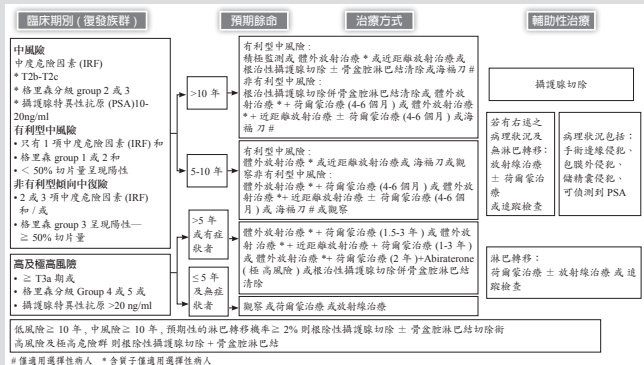 臨床期別 ( 復發族群 )
預期餘命
治療方式
輔助性治療
中風險
中度危險因素 (IRF)
* T2b-T2c
• 格里森分級 group 2 或 3
• 攝護腺特異性抗原 (PSA)10-
20ng/ml
有利型中風險
• 只有 1 項中度危險因素 (IRF) 和
• 格里森 group 1 或 2 和
• < 50% 切片量呈現陽性
非有利型傾向中復險
• 2 或 3 項中度危險因素 (IRF)
和 / 或
• 格里森 group 3 呈現陽性—
≧ 50% 切片量
>10 年
有利型中風險 :
積極監測或 體外放射治療 * 或近距離放射治療或
根治性攝護腺切除 ± 骨盆腔淋巴結清除或海福刀 #
非有利型中風險 :
根治性攝護腺切除併骨盆腔淋巴結清除或 體外放
射治療 *+ 荷爾蒙治療 (4-6 個月 ) 或 體外放射治療
*+ 近距離放射治療 ± 荷爾蒙治療 (4-6 個月 ) 或海
福 刀 #
5-10 年
有利型中風險 :
體外放射治療 * 或近距離放射治療或 海福刀或觀
察非有利型中風險 :
體外放射治療 *+ 荷爾蒙治療 (4-6 個月 ) 或 體外放
射治療 *+ 近距離放射治療 ± 荷爾蒙治療 (4-6 個
月 ) 或 海福刀 # 或觀察
攝護腺切除
若有右述之
病理狀況及
無淋巴轉移 :
放射線治療
± 荷爾蒙治
療
或追蹤檢查
病理狀況包括 :
手術邊緣侵犯、
包膜外侵犯、
儲精囊侵犯、
可偵測到 PSA
高及極高風險
• ≧ T3a 期或
• 格里森分級 Group 4 或 5 或
• 攝護腺特異性抗原 >20 ng/ml
>5 年
或有症
狀者
體外放射治療 *+ 荷爾蒙治療 (1.5-3 年 ) 或 體外放
射 治療 *+ 近距離放射治療 + 荷爾蒙治療 (1-3 年 )
或 體外放射治療 *+ 荷爾蒙治療 (2 年 )+Abiraterone
( 極 高風險 ) 或根治性攝護腺切除併骨盆腔淋巴結
清除
≦ 5 年
及無症
狀者
觀察 或荷爾蒙治療 或放射線治療
淋巴轉移 :
荷爾蒙治療 ± 放射線治療 或 追
蹤檢查
低風險≧ 10 年 , 中風險≧ 10 年 , 預期性的淋巴轉移機率≧ 2% 則根除性攝護腺切除 ± 骨盆腔淋巴結切除術
高風險及極高危險群 則根除性攝護腺切除 + 骨盆腔淋巴結
# 僅適用選擇性病人 * 含質子僅適用選擇性病人